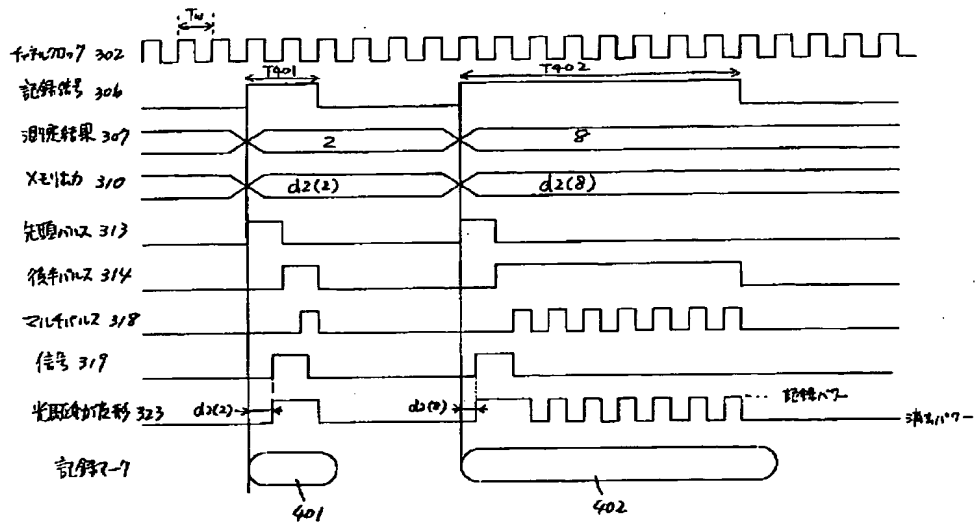 Tw
チャネルクロック 302
T401
T402
記録信号 306
測定結果 307
2
8
メモリ出力 310
d2(2)
d2(8)
先頭パルス 313
後半パルス 314
マルチパルス 318
信号 319
光駆動波形 323
d2(2)
d2(8)
記録パワー
消去パワー
記録マーク
401
402